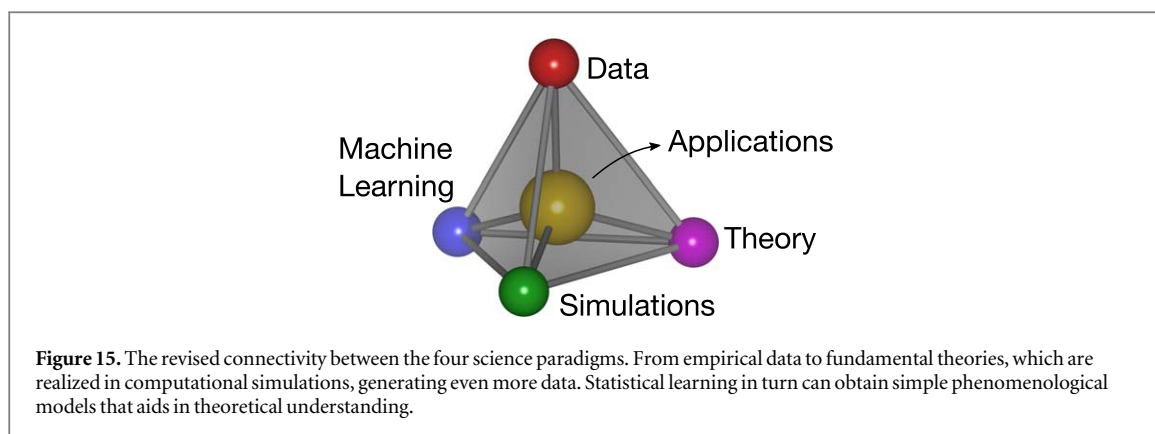 Data
Applications
Machine
Learning
Theory
Simulations
Figure 15. The revised connectivity between the four science paradigms. From empirical data to fundamental theories, which are
realized in computational simulations, generating even more data. Statistical learning in turn can obtain simple phenomenological
models that aids in theoretical understanding.